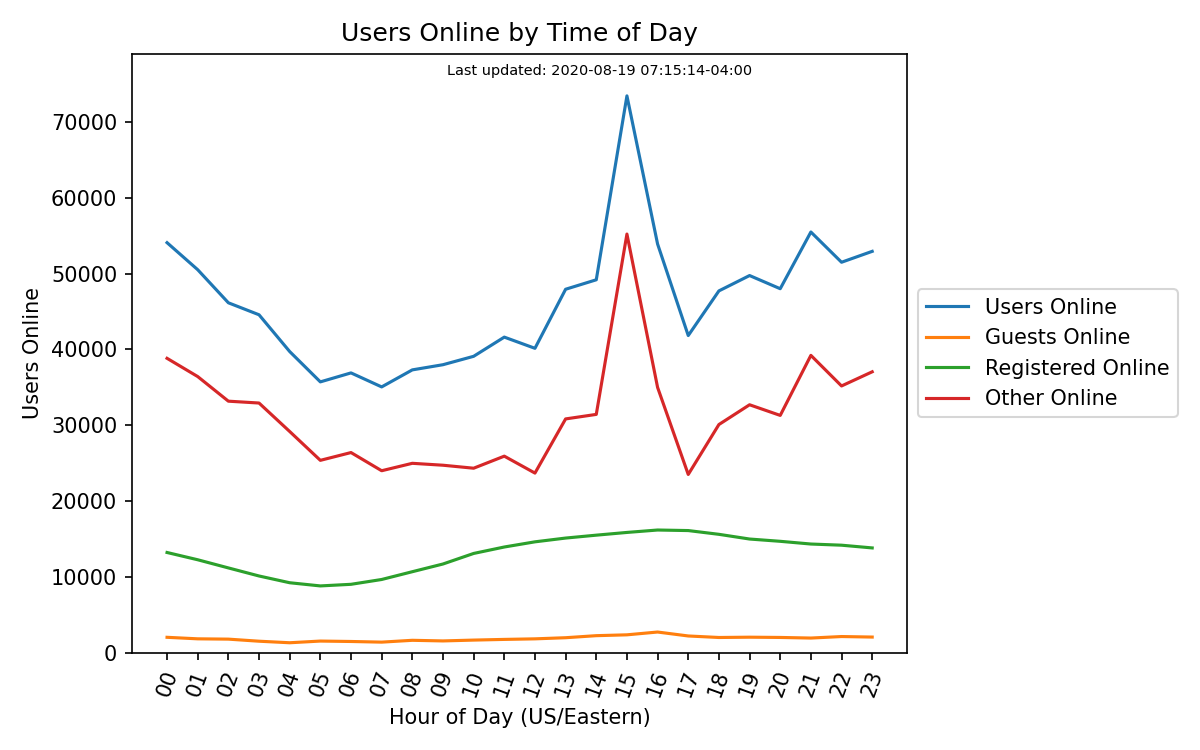 Users Online by Time of Day
Last updated: 2020-08-19 07:15:14-04:00
Users Online
70000
60000
50000
40000
30000
20000
10000
0
00 01 02 03 04 05 06 07 08 09 10 11 12 13 14 15 16 17 18 19 20 21 22 23
Hour of Day (US/Eastern)
Users Online
Guests Online
Registered Online
Other Online